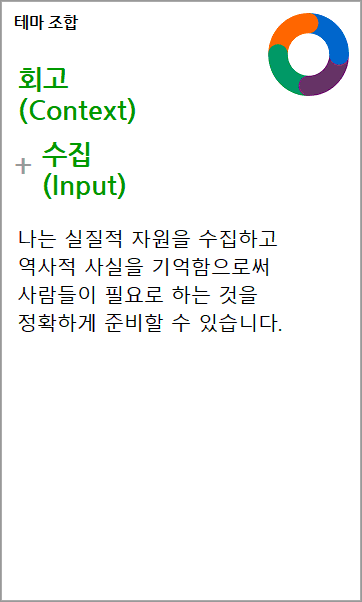 테마 조합
회고
(Context)
+ 수집
(Input)
나는 실질적 자원을 수집하고
역사적 사실을 기억함으로써
사람들이 필요로 하는 것을
정확하게 준비할 수 있습니다.